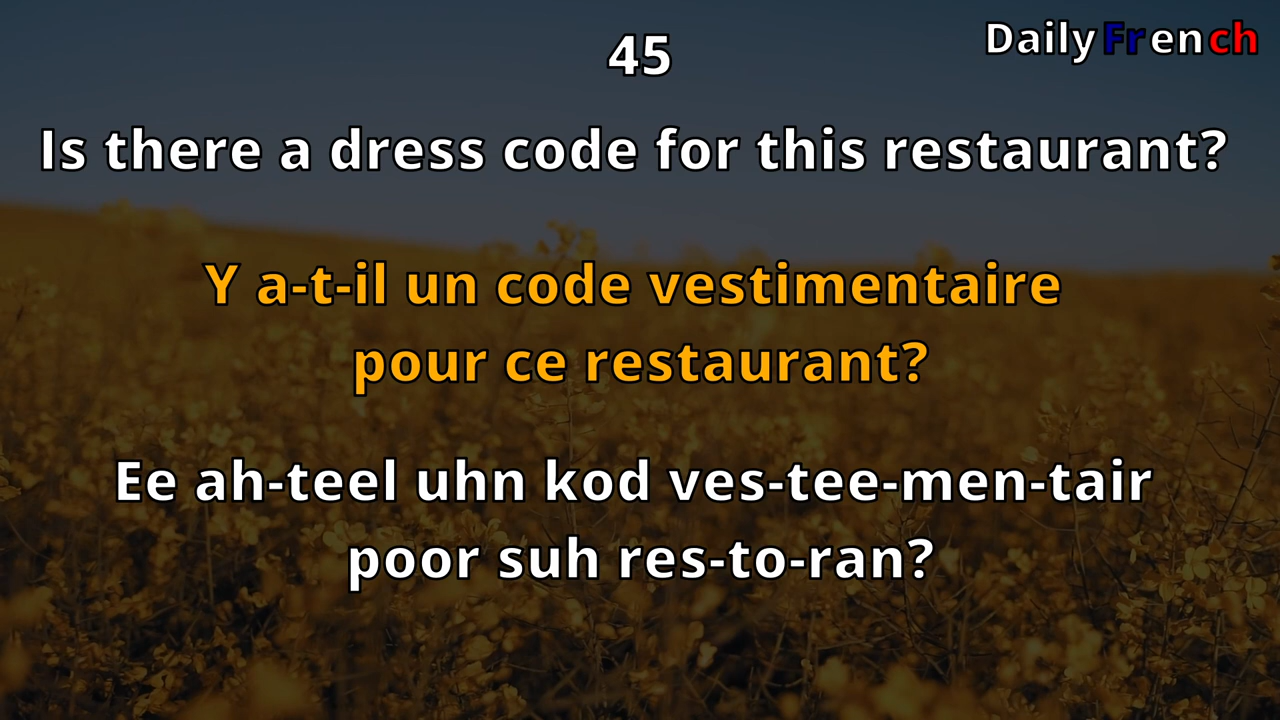 45
Daily French
Is there a dress code for this restaurant?
Y a-t-il un code vestimentaire
pour ce restaurant?
Ee ah-teel uhn kod ves-tee-men-tair
poor suh res-to-ran?